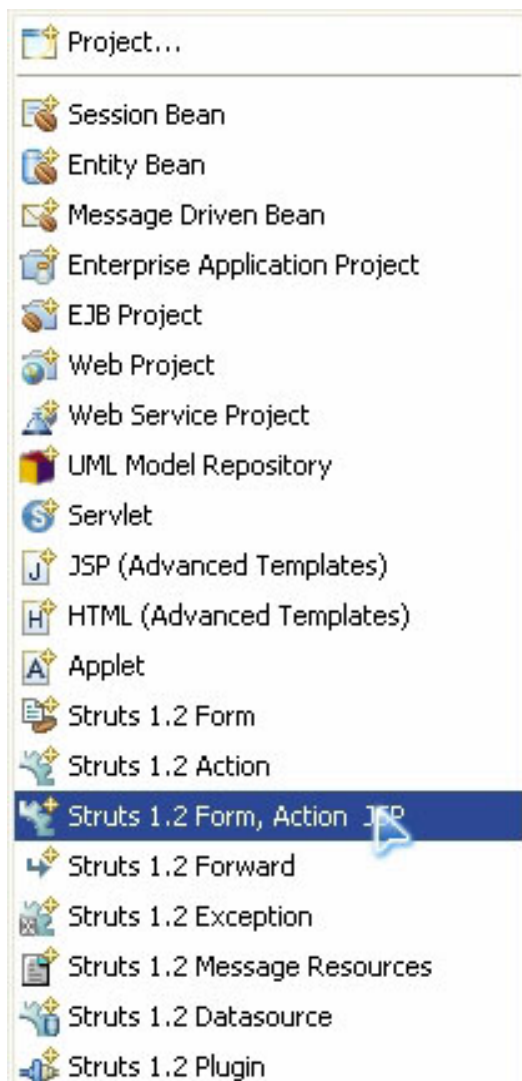 Project...
Session Bean
Entity Bean
Message Driven Bean
Enterprise Application Project
EJB Project
Web Project
Web Service Project
UML Model Repository
Servlet
JSP (Advanced Templates)
HTML (Advanced Templates)
Applet
Struts 1.2 Form
Struts 1.2 Action
Struts 1.2 Form, Action JSP
Struts 1.2 Forward
Struts 1.2 Exception
Struts 1.2 Message Resources
Struts 1.2 Datasource
Struts 1.2 Plugin